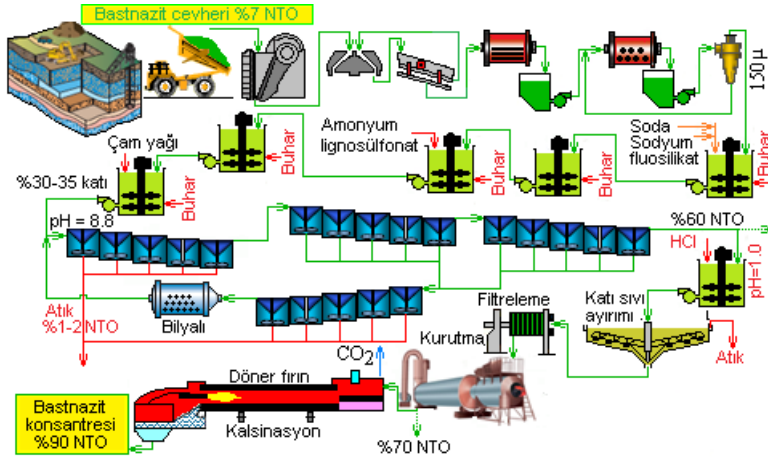 Bastnazit cevheri %7 NTO
150 µ
Çam yağı
Buhar
Amonyum
lignosülfonat
Buhar
Buhar
Soda
Sodyum
fluosilikat
Buhar
%30-35 katı
Buhar
pH = 8.8
%60 NTO
HCl
pH=1.0
Atık
%1-2 NTO
Bilyalı
Filtreleme
Katı sıvı
ayırımı
Kurutma
Atık
CO2
Döner fırın
Bastnazit
konsantresi
%90 NTO
Kalsinasyon
%70 NTO